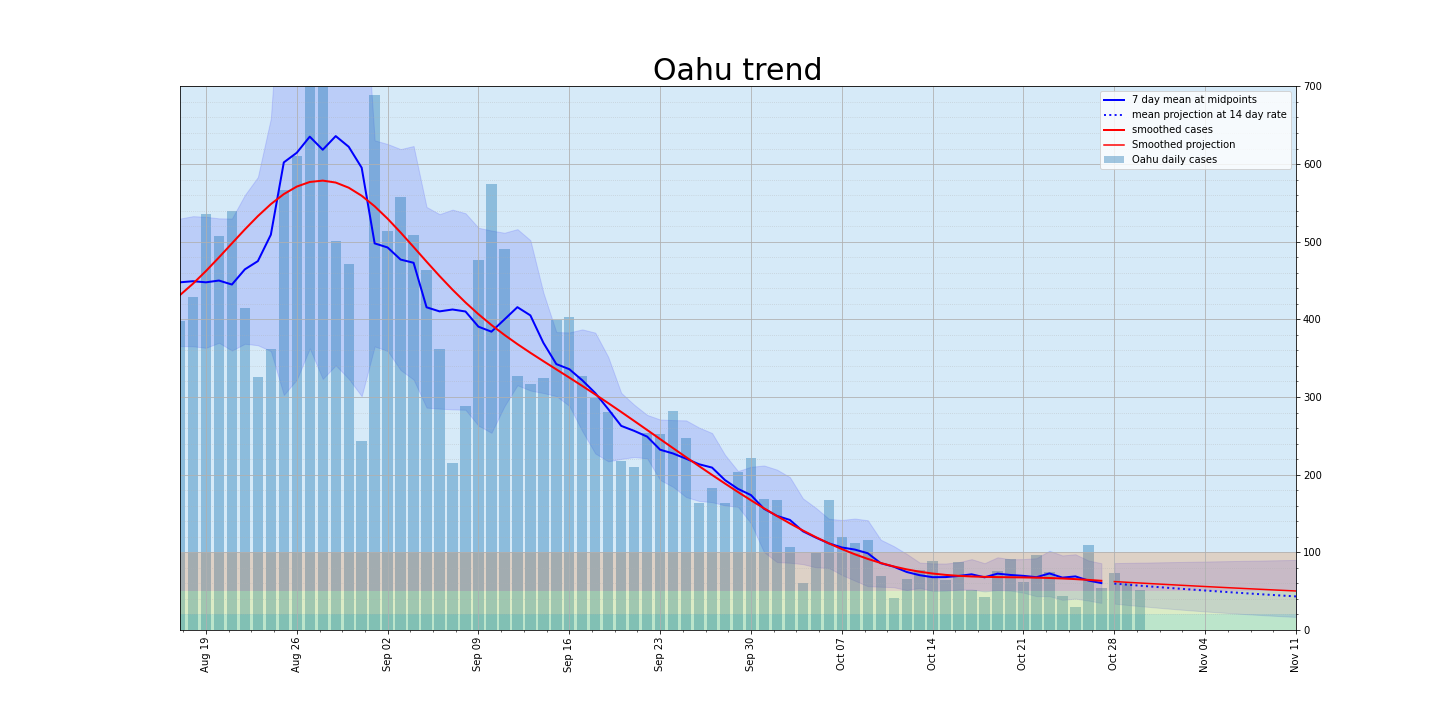 Oahu trend
7 day mean at midpoints
mean projection at 14 day rate
smoothed cases
Smoothed projection
Oahu daily cases
700
600
500
400
300
200
100
0
Aug 19
Aug 26
Sep 02
Sep 09
Sep 16
Sep 23
Sep 30
Oct 07
Oct 14
Oct 21
Oct 28
Nov 04
Nov 11